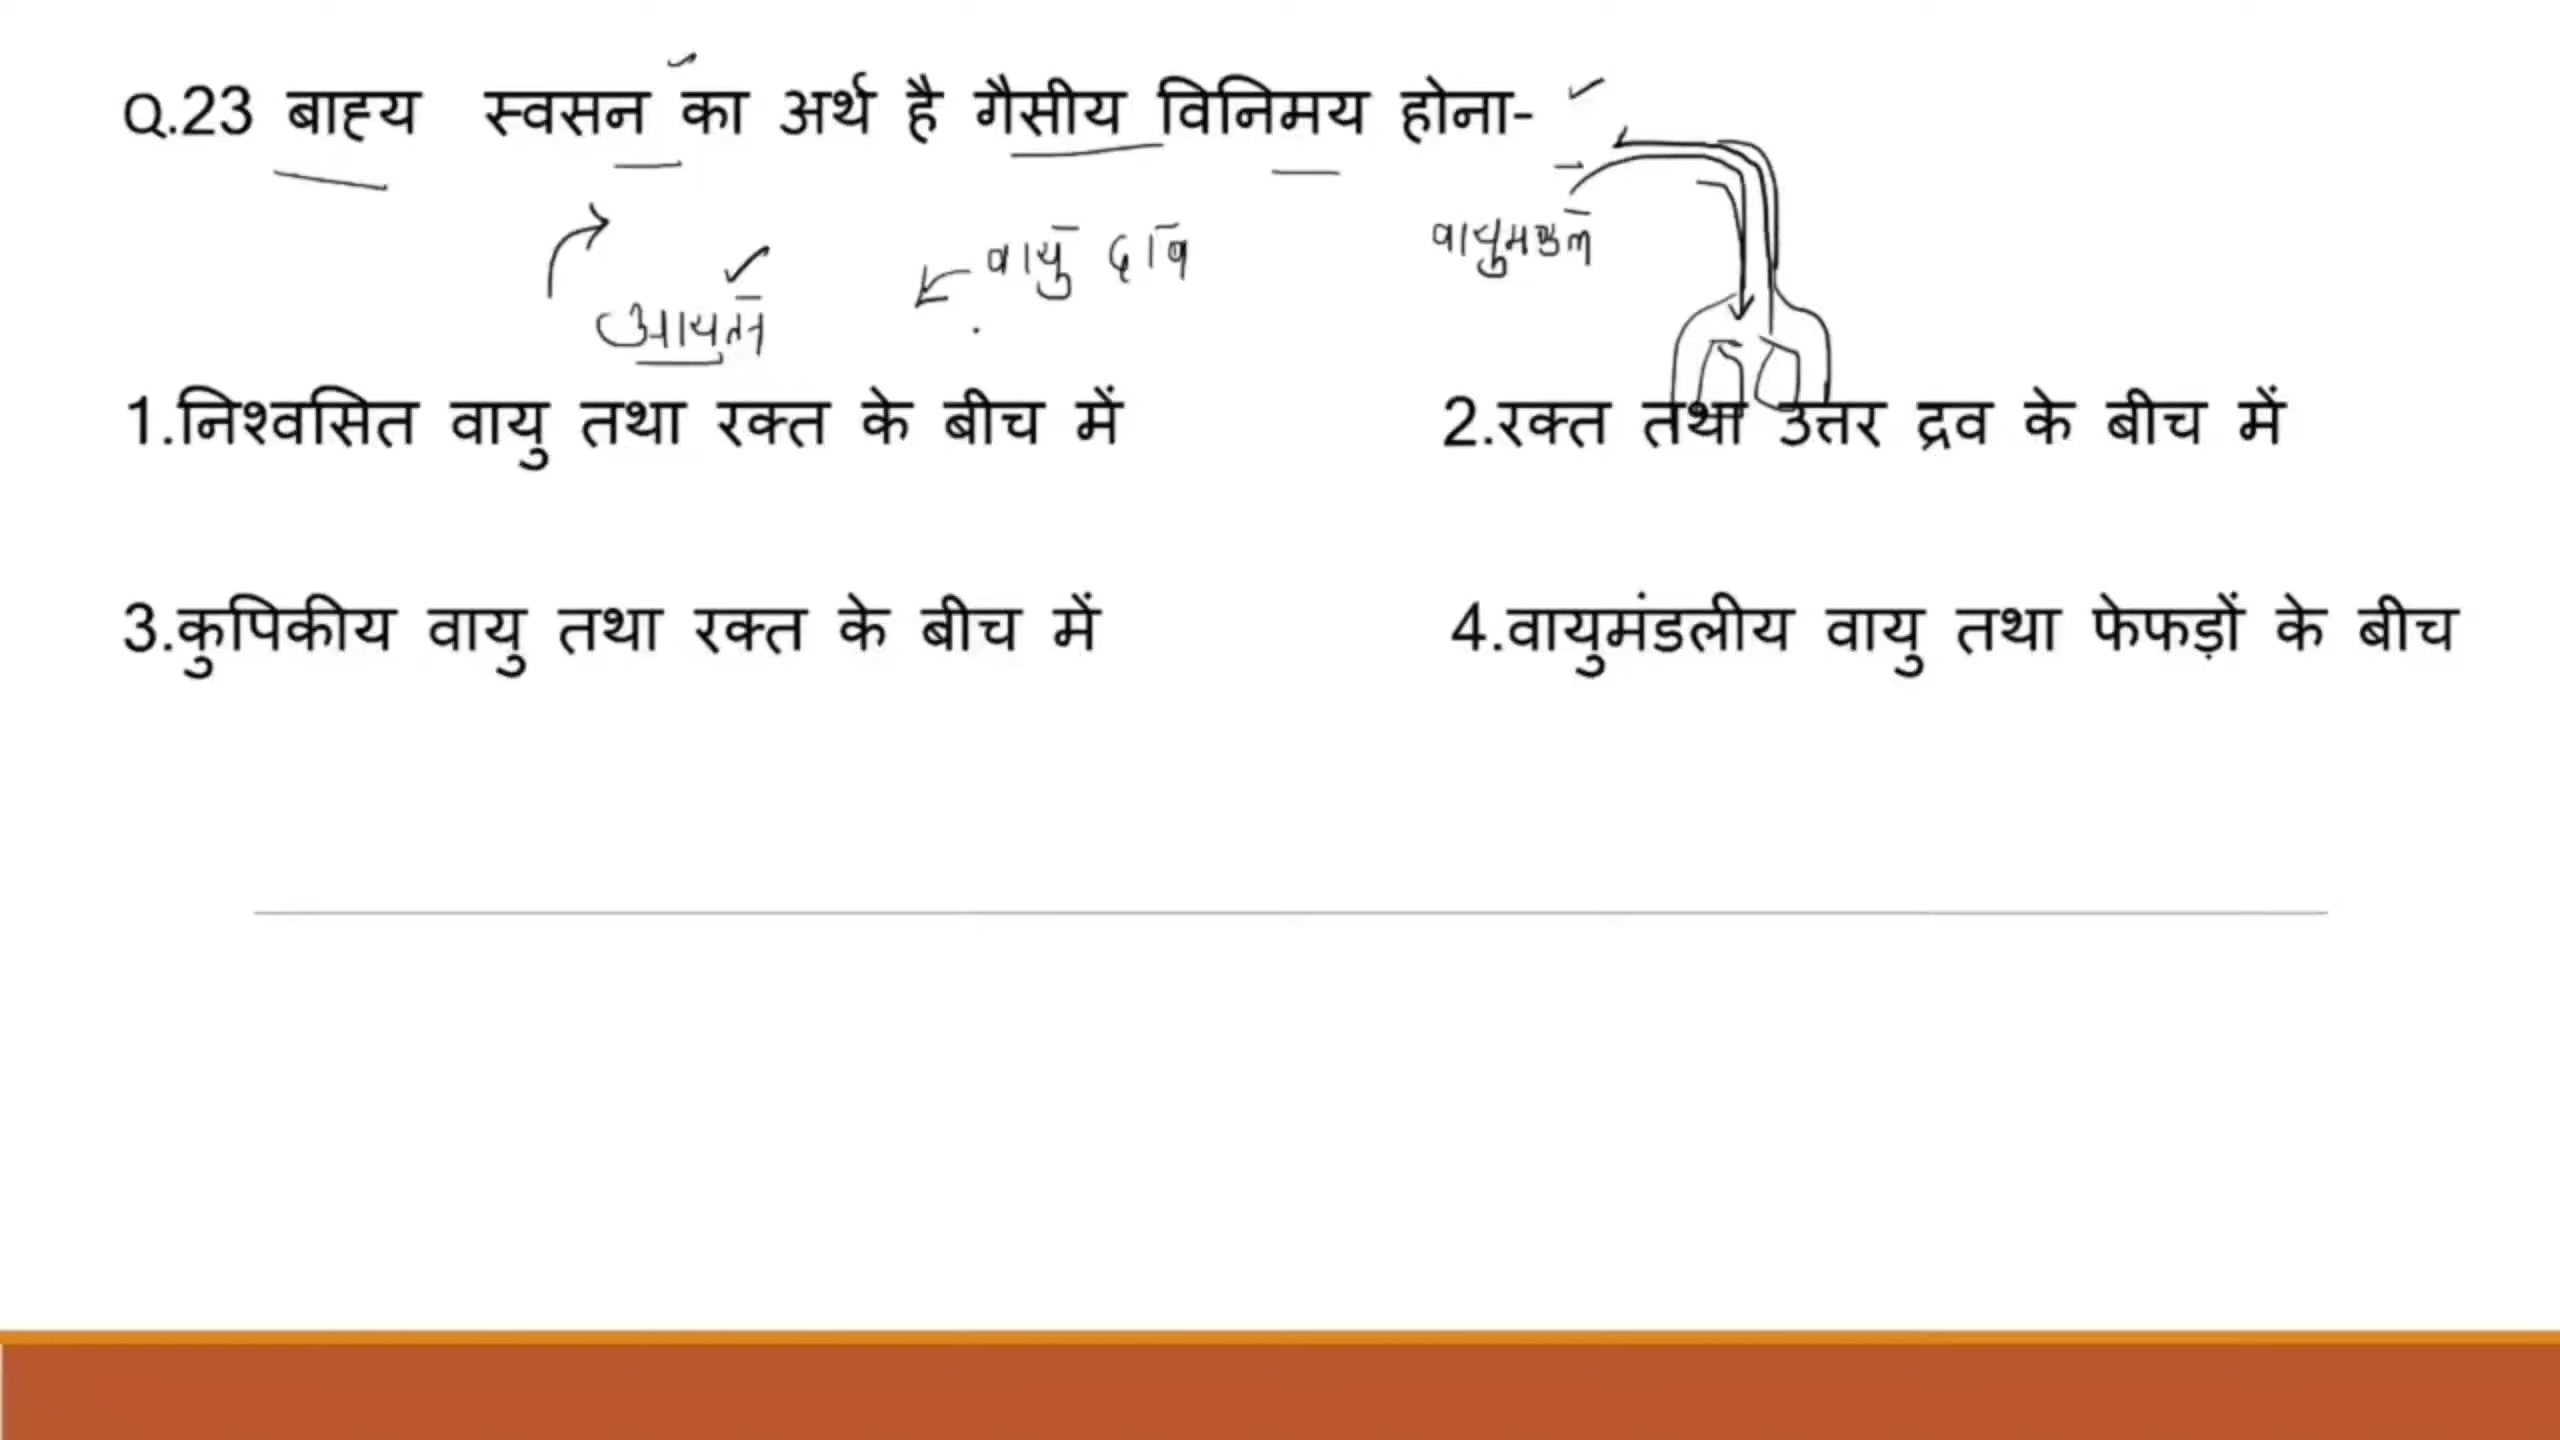 Q.23 बाह्य स्वसन का अर्थ है गैसीय विनिमय होना-
आयतन
वायु दाब
वायुमण्डल
1.निश्वसित वायु तथा रक्त के बीच में
2.रक्त तथा उत्तर द्रव के बीच में
3.कुपिकीय वायु तथा रक्त के बीच में
4.वायुमंडलीय वायु तथा फेफड़ों के बीच